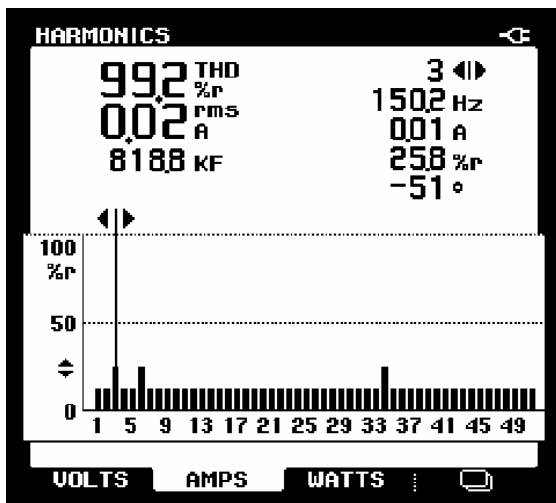 HARMONICS
99.2 THD %r
0.02 rms A
818.8 KF
3
150.2 Hz
0.01 A
25.8 %r
-51 °
100
%r
50
0
1 5 9 13 17 21 25 29 33 37 41 45 49
VOLTS AMPS WATTS